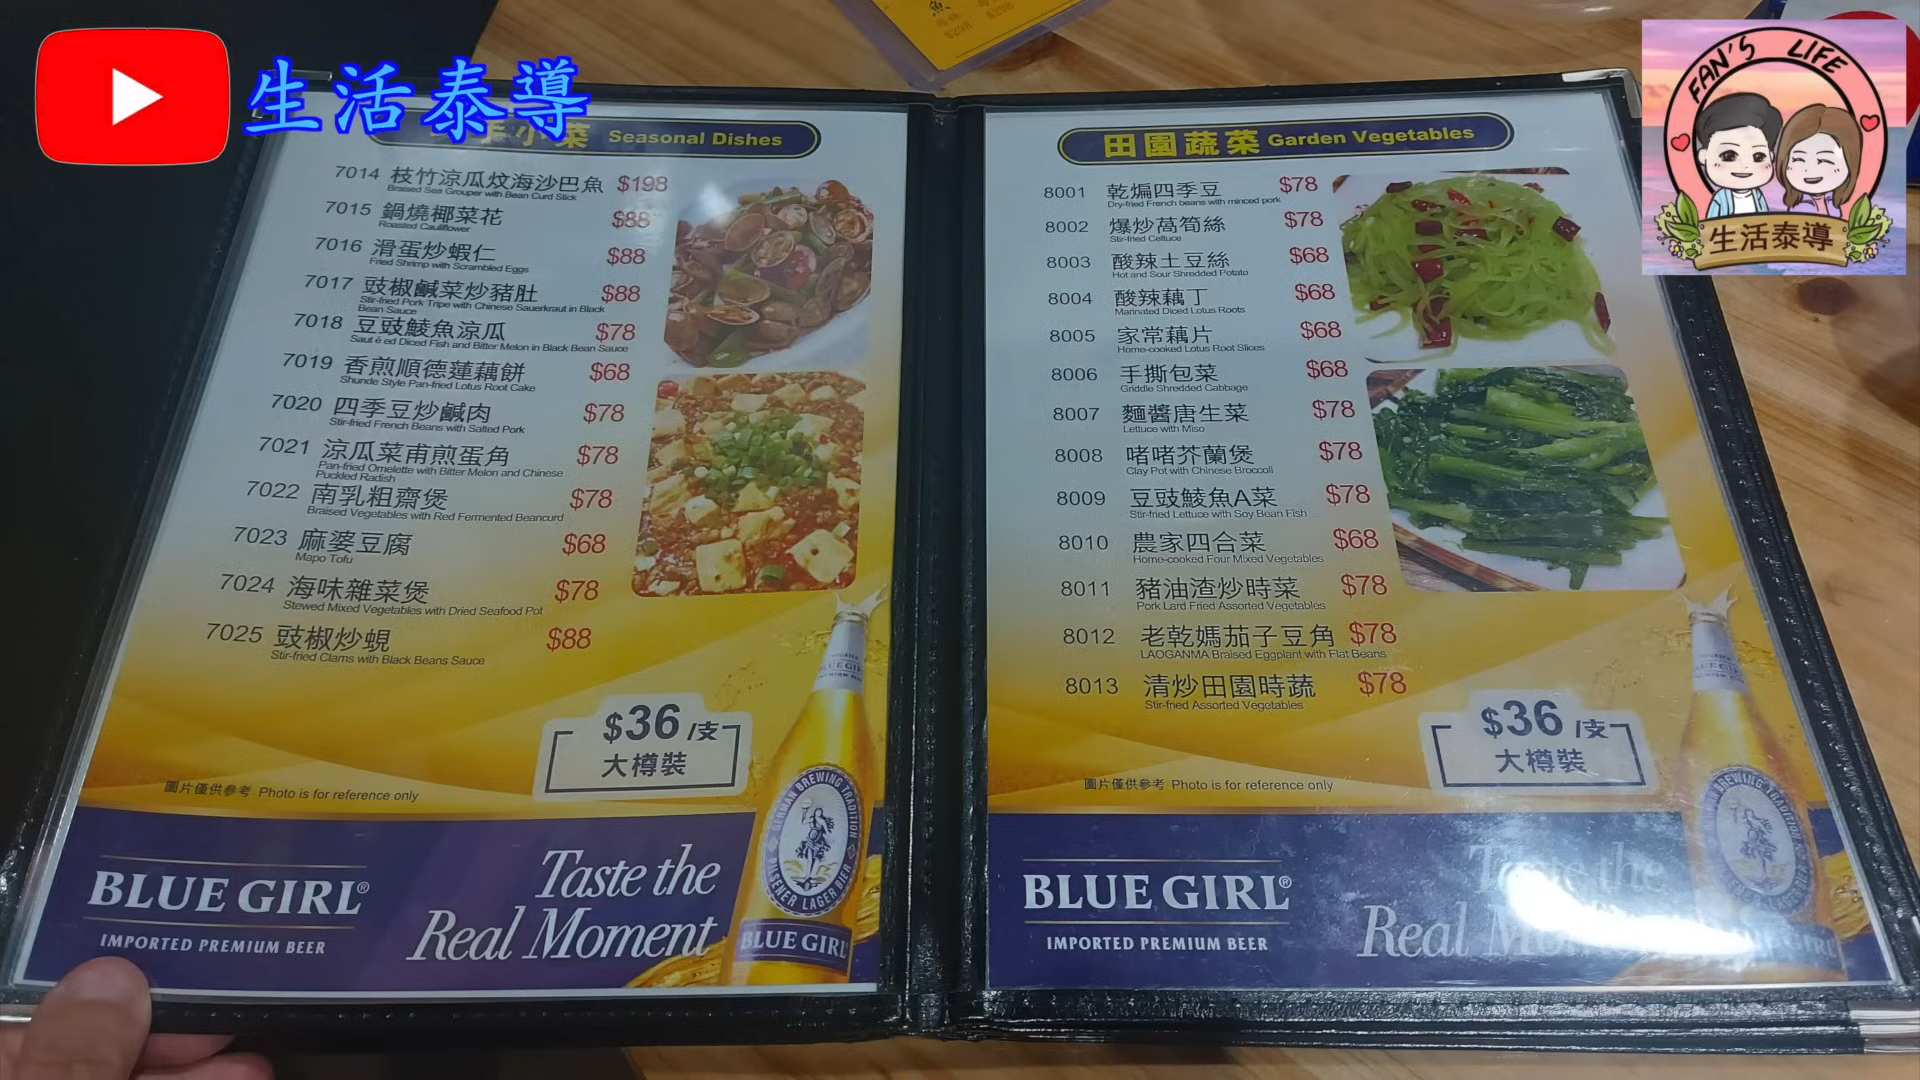 生活泰導
FAN'S LIFE
生活泰導
小菜 Seasonal Dishes
7014 枝竹涼瓜炆海沙巴魚 $198
Braised Sea Grouper with Bean Curd Stick
7015 鍋燒椰菜花 $88
Roasted Cauliflower
7016 滑蛋炒蝦仁 $88
Fried Shrimp with Scrambled Eggs
7017 豉椒鹹菜炒豬肚 $88
Stir-fried Pork Tripe with Chinese Sauerkraut in Black
Bean Sauce
7018 豆豉鯪魚涼瓜 $78
Saut é ed Diced Fish and Bitter Melon in Black Bean Sauce
7019 香煎順德蓮藕餅 $68
Shunde Style Pan-fried Lotus Root Cake
7020 四季豆炒鹹肉 $78
Stir-fried French Beans with Salted Pork
7021 涼瓜菜甫煎蛋角 $78
Pan-fried Omelette with Bitter Melon and Chinese
Puckled Radish
7022 南乳粗齋煲 $78
Braised Vegetables with Red Fermented Beancurd
7023 麻婆豆腐 $68
Mapo Tofu
7024 海味雜菜煲 $78
Stewed Mixed Vegetables with Dried Seafood Pot
7025 豉椒炒蜆 $88
Stir-fried Clams with Black Beans Sauce
$36 /支
大樽裝
圖片僅供參考 Photo is for reference only
BLUE GIRL®
IMPORTED PREMIUM BEER
Taste the
Real Moment
GERMAN BREWING TRADITION
PILSENER LAGER BIER
BLUE GIRL
田園蔬菜 Garden Vegetables
8001 乾煸四季豆 $78
Dry-fried French beans with minced pork
8002 爆炒萵筍絲 $78
Stir-fried Celtuce
8003 酸辣土豆絲 $68
Hot and Sour Shredded Potato
8004 酸辣藕丁 $68
Marinated Diced Lotus Roots
8005 家常藕片 $68
Home-cooked Lotus Root Slices
8006 手撕包菜 $68
Griddle Shredded Cabbage
8007 麵醬唐生菜 $78
Lettuce with Miso
8008 啫啫芥蘭煲 $78
Clay Pot with Chinese Broccoli
8009 豆豉鯪魚A菜 $78
Stir-fried Lettuce with Soy Bean Fish
8010 農家四合菜 $68
Home-cooked Four Mixed Vegetables
8011 豬油渣炒時菜 $78
Pork Lard Fried Assorted Vegetables
8012 老乾媽茄子豆角 $78
LAOGANMA Braised Eggplant with Flat Beans
8013 清炒田園時蔬 $78
Stir-fried Assorted Vegetables
$36 /支
大樽裝
圖片僅供參考 Photo is for reference only
BLUE GIRL®
IMPORTED PREMIUM BEER
Taste the
Real